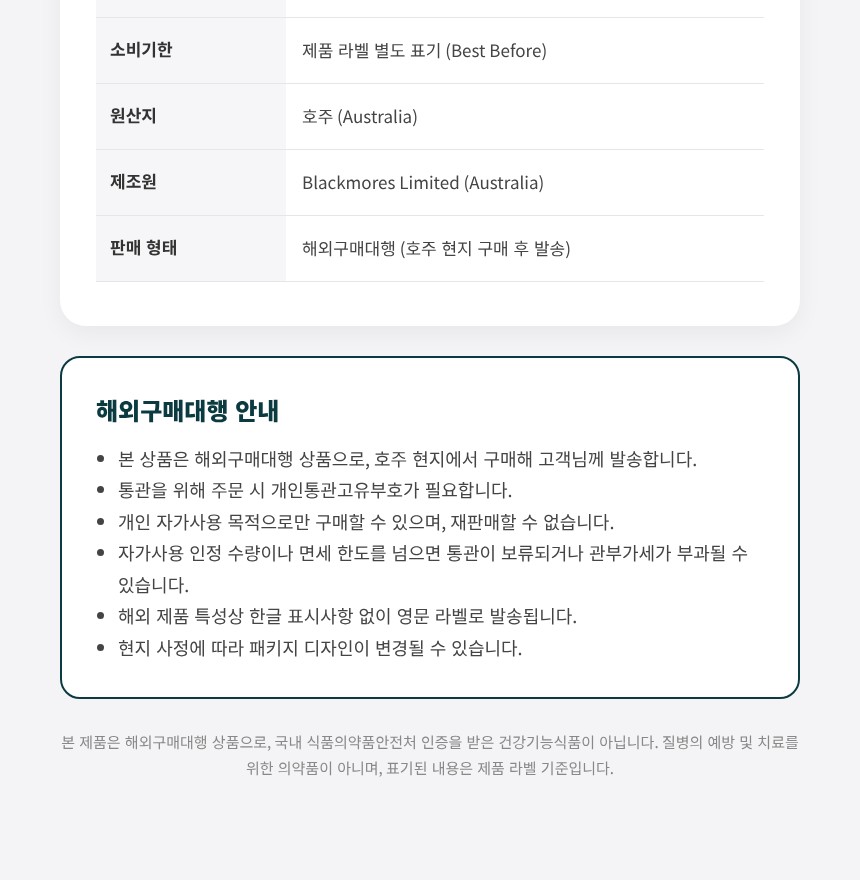 소비기한
제품 라벨 별도 표기 (Best Before)
원산지
호주 (Australia)
제조원
Blackmores Limited (Australia)
판매 형태
해외구매대행 (호주 현지 구매 후 발송)
해외구매대행 안내
본 상품은 해외구매대행 상품으로, 호주 현지에서 구매해 고객님께 발송합니다.
통관을 위해 주문 시 개인통관고유부호가 필요합니다.
개인 자가사용 목적으로만 구매할 수 있으며, 재판매할 수 없습니다.
자가사용 인정 수량이나 면세 한도를 넘으면 통관이 보류되거나 관부가세가 부과될 수
있습니다.
해외 제품 특성상 한글 표시사항 없이 영문 라벨로 발송됩니다.
현지 사정에 따라 패키지 디자인이 변경될 수 있습니다.
본 제품은 해외구매대행 상품으로, 국내 식품의약품안전처 인증을 받은 건강기능식품이 아닙니다. 질병의 예방 및 치료를
위한 의약품이 아니며, 표기된 내용은 제품 라벨 기준입니다.